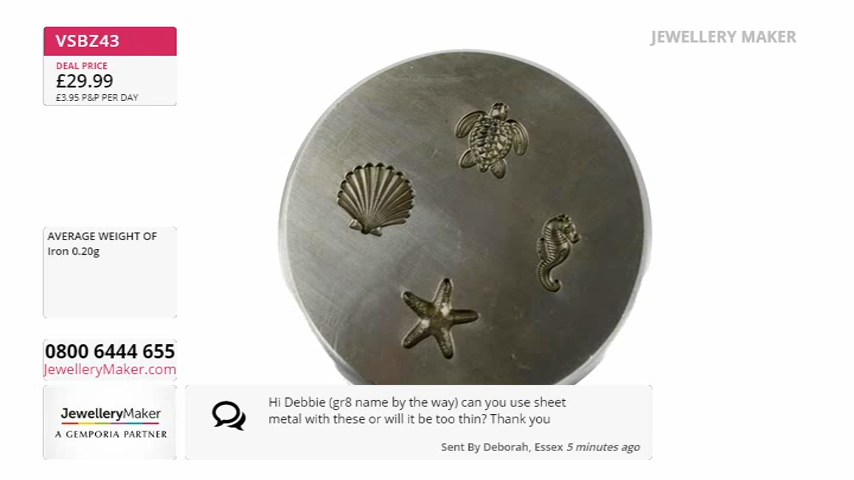 VSBZ43
DEAL PRICE
£29.99
£3.95 P&P PER DAY
JEWELLERY MAKER
AVERAGE WEIGHT OF
Iron 0.20g
0800 6444 655
JewelleryMaker.com
JewelleryMaker
A GEMPORIA PARTNER
Hi Debbie (gr8 name by the way) can you use sheet
metal with these or will it be too thin? Thank you
Sent By Deborah, Essex 5 minutes ago